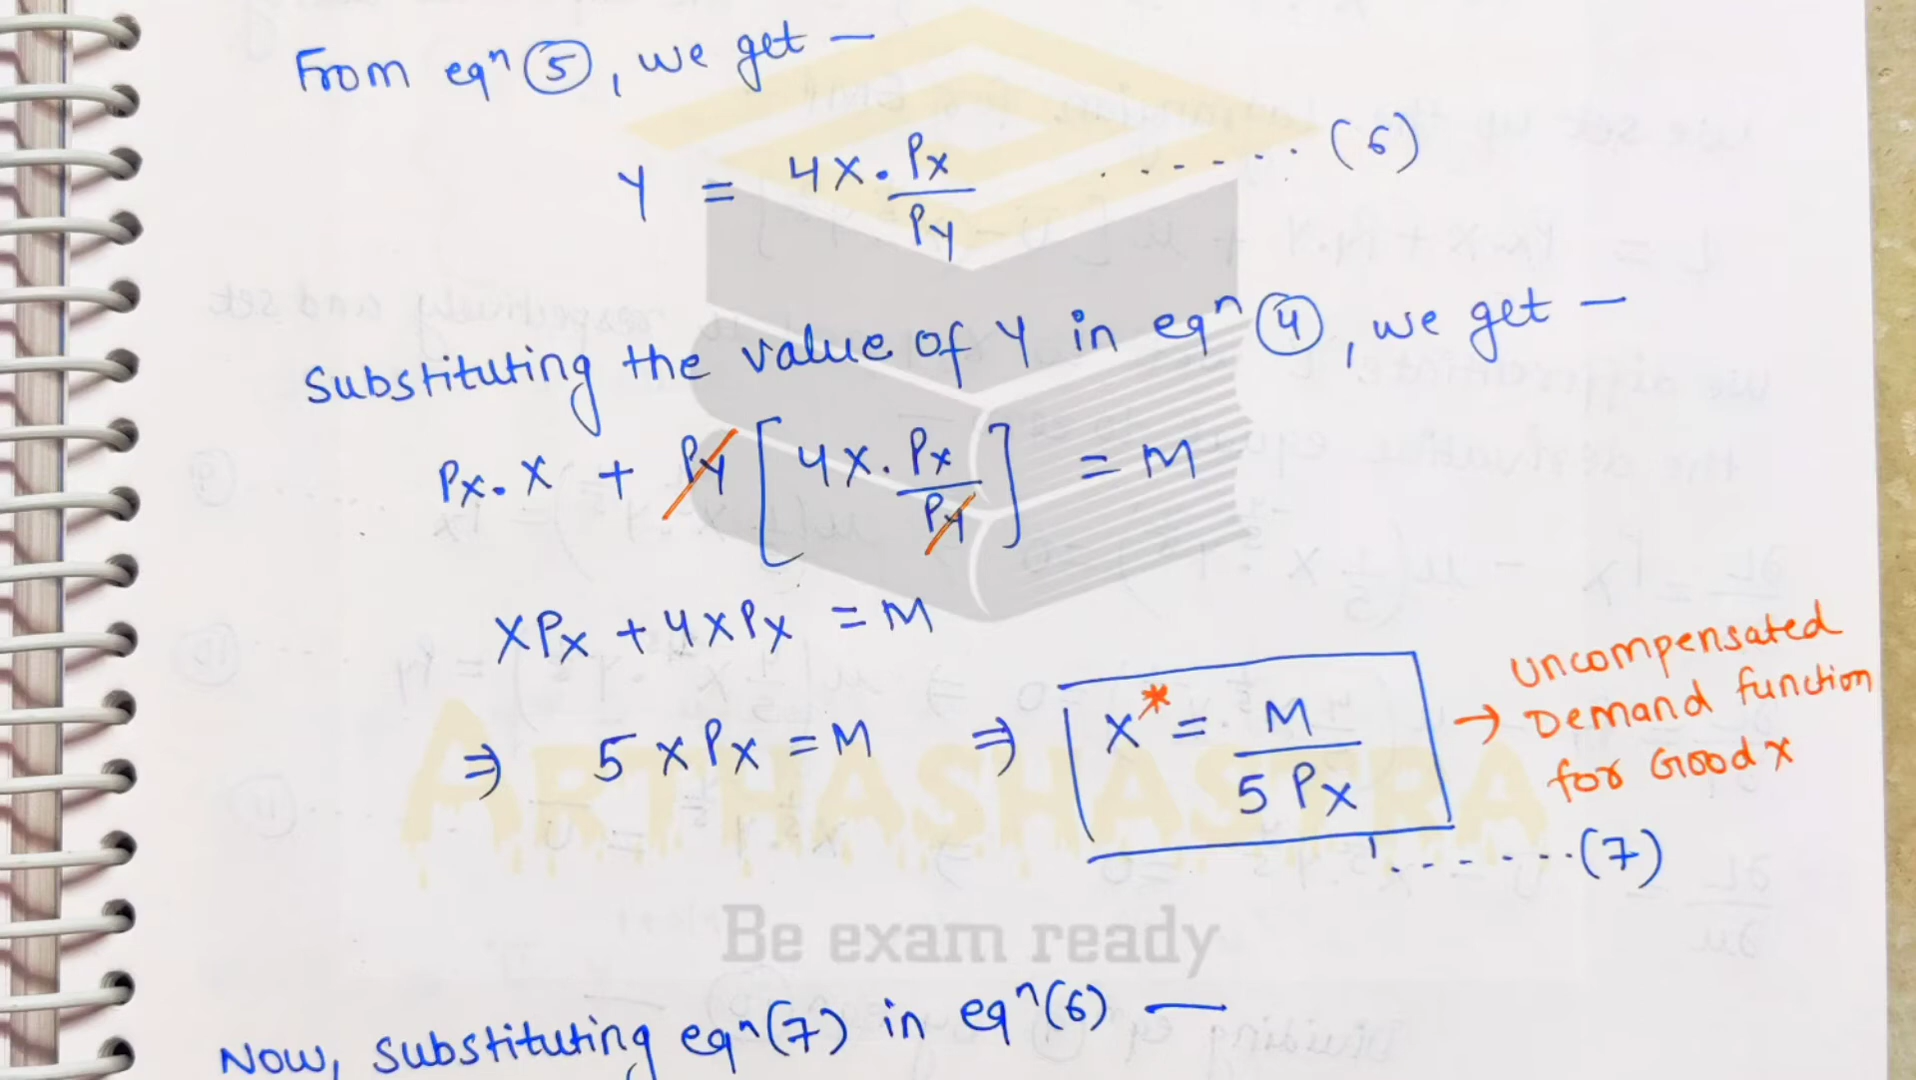 From eqⁿ ⑤, we get —
Y = 4X. Px/Py ...... (6)
Substituting the value of Y in eqⁿ ④, we get —
Px. X + Py [4X. Px/Py] = M
XPx + 4XPx = M
⇒ 5XPx = M ⇒ X* = M/5Px → Uncompensated
Demand function
for Good X
.......(7)
ARTHASHASTRA
Be exam ready
Now, substituting eqⁿ(7) in eqⁿ(6) —